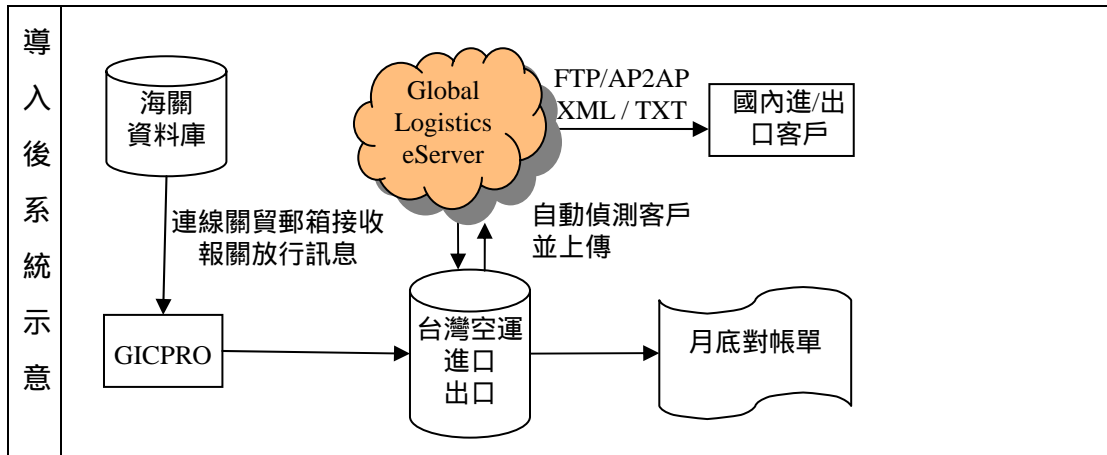 導入後系統示意
海關
資料庫
Global
Logistics
eServer
FTP/AP2AP
XML / TXT
國內進/出
口客戶
連線關貿郵箱接收
報關放行訊息
自動偵測客戶
並上傳
GICPRO
台灣空運
進口
出口
月底對帳單